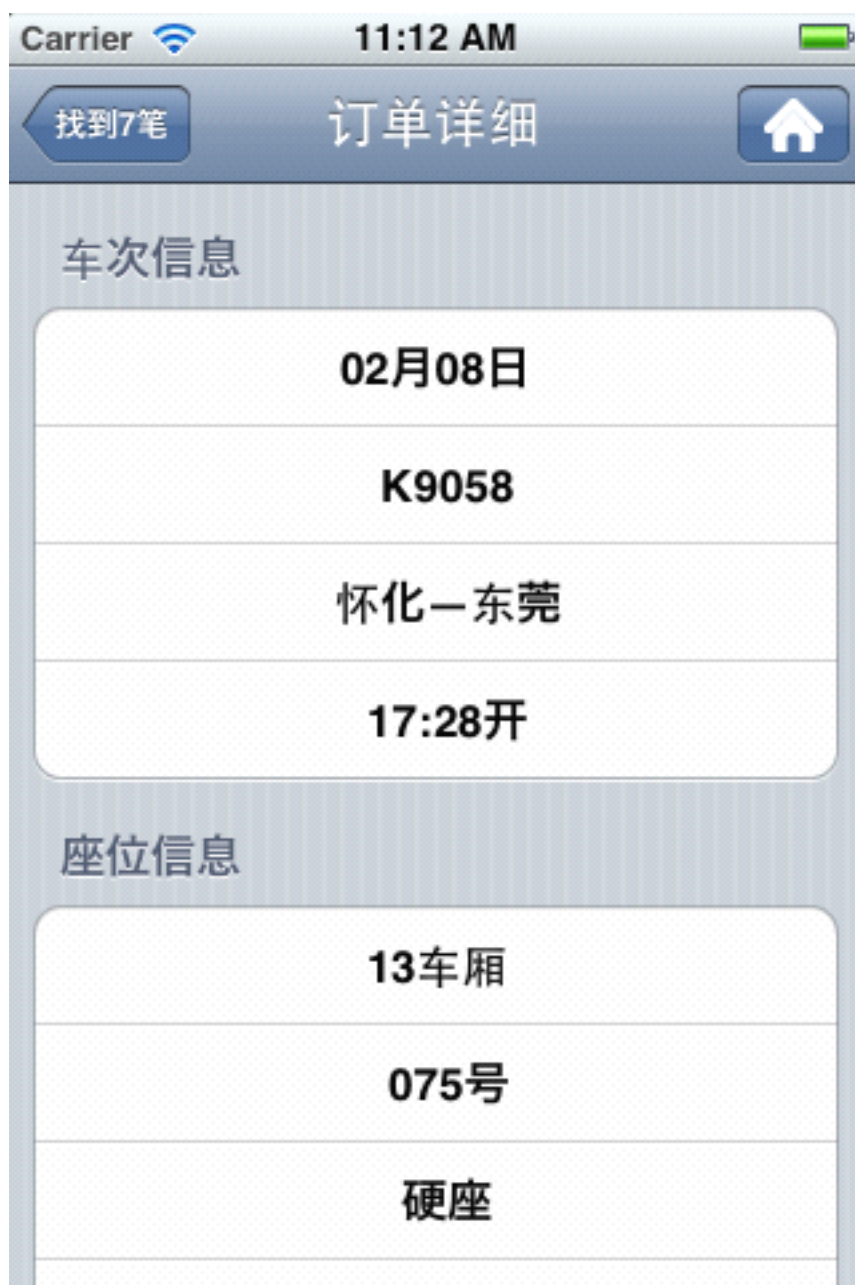 Carrier 11:12 AM
找到7笔 订单详细
车次信息
02月08日
K9058
怀化—东莞
17:28开
座位信息
13车厢
075号
硬座